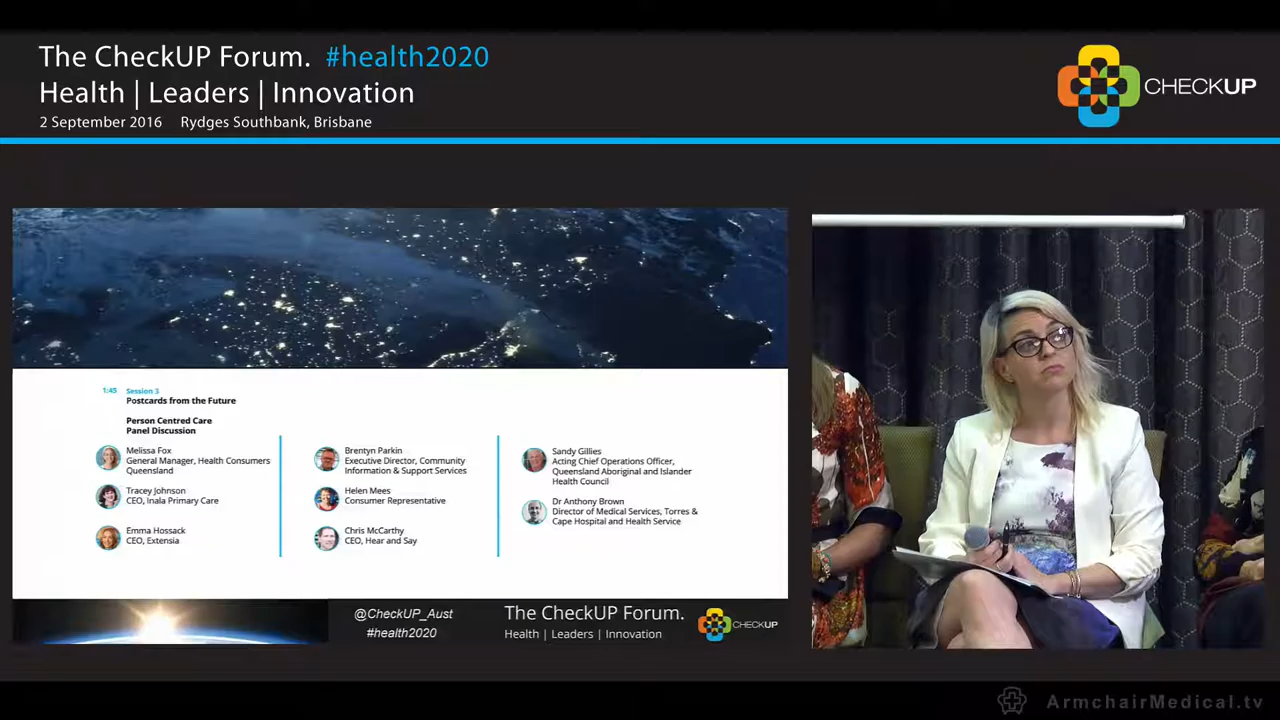 The CheckUP Forum. #health2020
Health | Leaders | Innovation
2 September 2016 Rydges Southbank, Brisbane
CHECKUP
1:45 Session 3
Postcards from the Future
Person Centred Care
Panel Discussion
Melissa Fox
General Manager, Health Consumers
Queensland
Tracey Johnson
CEO, Inala Primary Care
Emma Hossack
CEO, Extensia
Brentyn Parkin
Executive Director, Community
Information & Support Services
Helen Mees
Consumer Representative
Chris McCarthy
CEO, Hear and Say
Sandy Gillies
Acting Chief Operations Officer,
Queensland Aboriginal and Islander
Health Council
Dr Anthony Brown
Director of Medical Services, Torres &
Cape Hospital and Health Service
@CheckUP_Aust
#health2020
The CheckUP Forum.
Health | Leaders | Innovation
CHECKUP
ArmchairMedical.tv